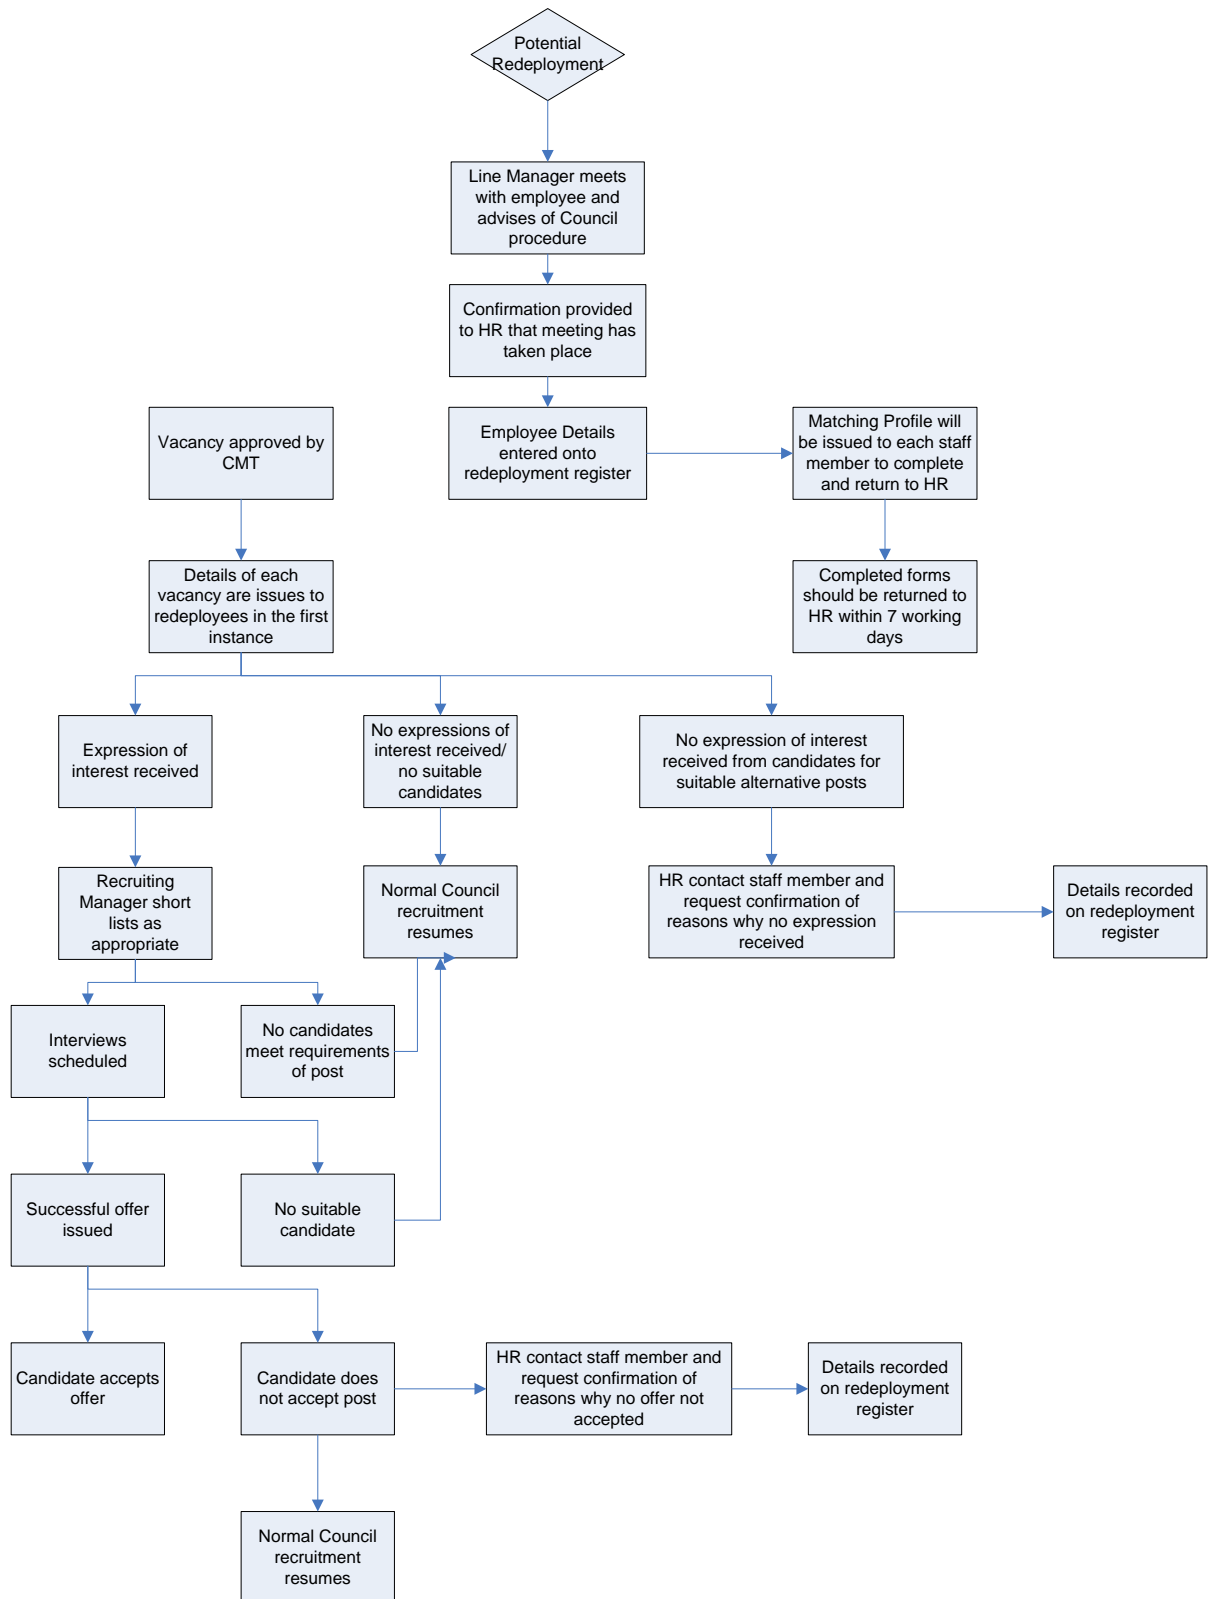 Potential
Redeployment
Line Manager meets
with employee and
advises of Council
procedure
Confirmation provided
to HR that meeting has
taken place
Vacancy approved by
CMT
Employee Details
entered onto
redeployment register
Matching Profile will
be issued to each staff
member to complete
and return to HR
Details of each
vacancy are issues to
redeployees in the first
instance
Completed forms
should be returned to
HR within 7 working
days
Expression of
interest received
No expressions of
interest received/
no suitable
candidates
No expression of interest
received from candidates for
suitable alternative posts
Recruiting
Manager short
lists as
appropriate
Normal Council
recruitment
resumes
HR contact staff member and
request confirmation of
reasons why no expression
received
Details recorded
on redeployment
register
Interviews
scheduled
No candidates
meet requirements
of post
Successful offer
issued
No suitable
candidate
Candidate accepts
offer
Candidate does
not accept post
HR contact staff member and
request confirmation of
reasons why no offer not
accepted
Details recorded
on redeployment
register
Normal Council
recruitment
resumes